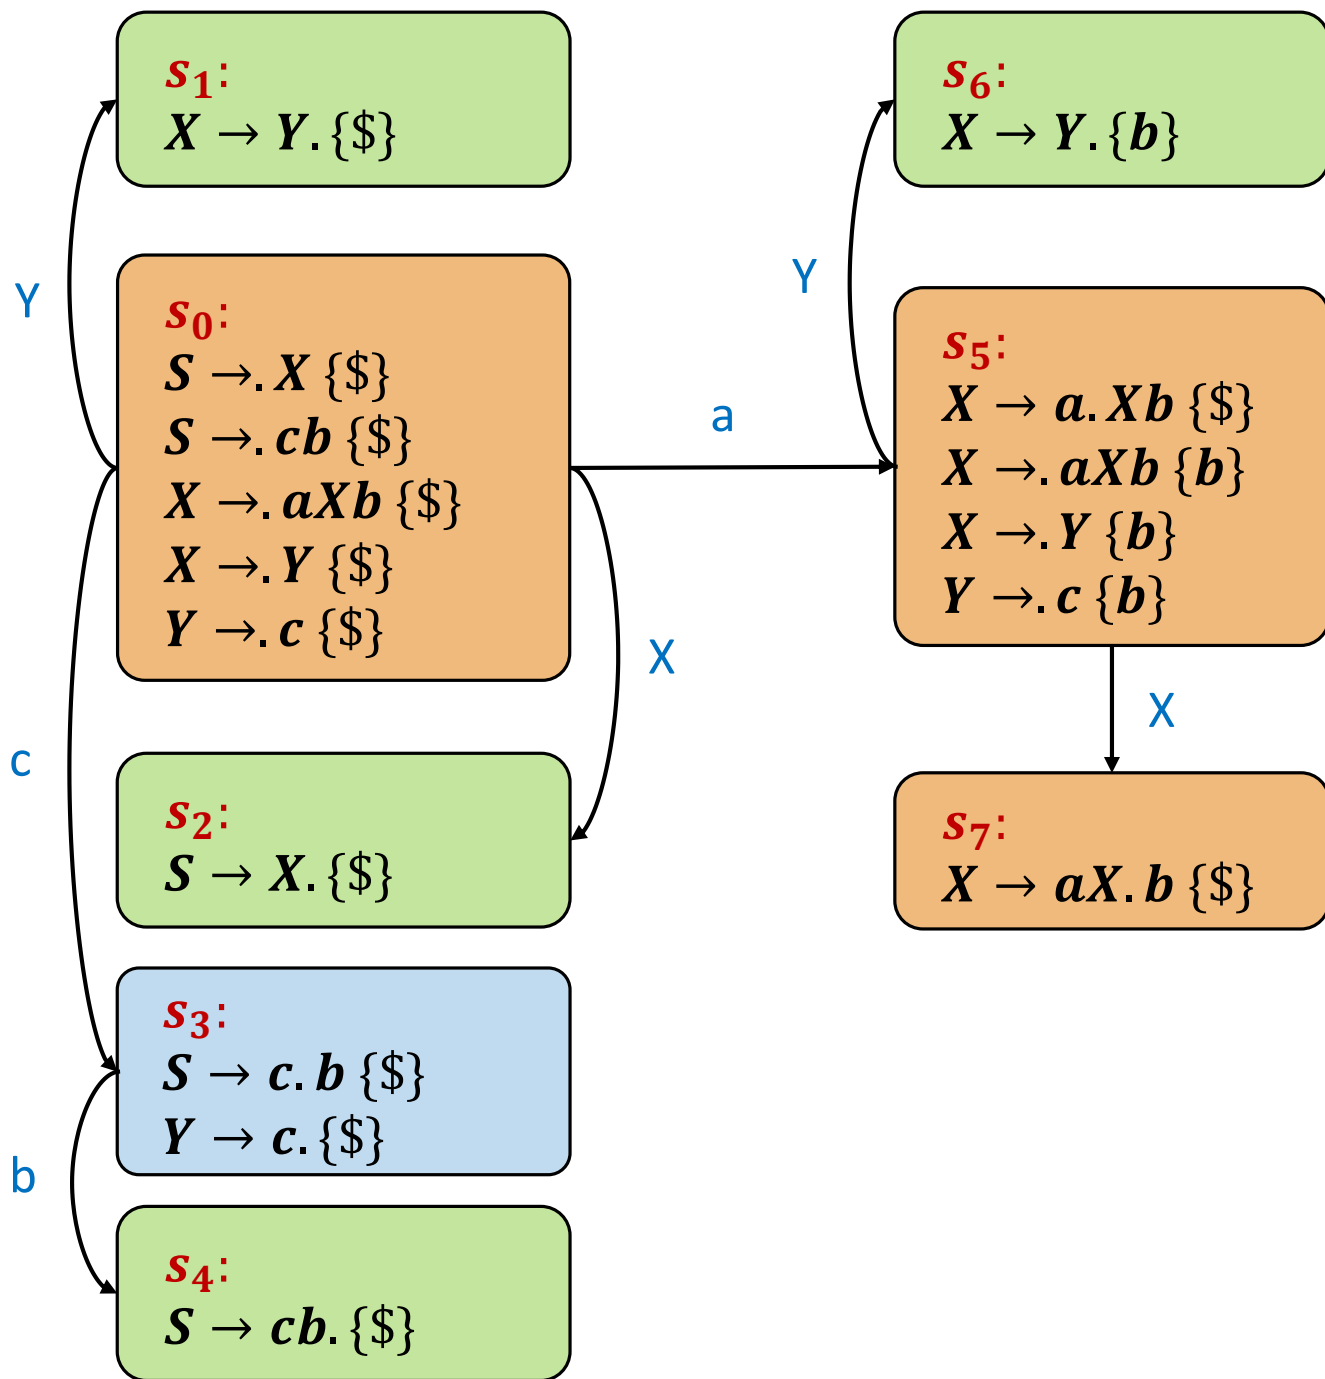 s₁:
X → Y. {$}
Y
s₀:
S →. X {$}
S →. cb {$}
X →. aXb {$}
X →. Y {$}
Y →. c {$}
c
X
s₂:
S → X. {$}
s₃:
S → c. b {$}
Y → c. {$}
b
s₄:
S → cb. {$}
a
s₆:
X → Y. {b}
Y
s₅:
X → a. Xb {$}
X →. aXb {b}
X →. Y {b}
Y →. c {b}
X
s₇:
X → aX. b {$}